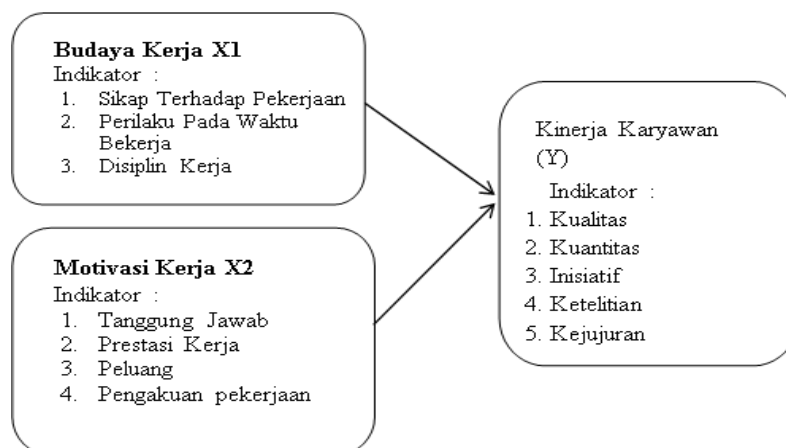 Budaya Kerja X1
Indikator :
1. Sikap Terhadap Pekerjaan
2. Perilaku Pada Waktu
Bekerja
3. Disiplin Kerja
Motivasi Kerja X2
Indikator :
1. Tanggung Jawab
2. Prestasi Kerja
3. Peluang
4. Pengakuan pekerjaan
Kinerja Karyawan
(Y)
Indikator :
1. Kualitas
2. Kuantitas
3. Inisiatif
4. Ketelitian
5. Kejujuran